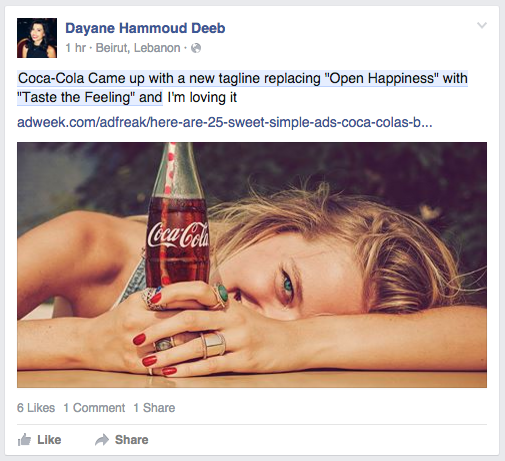 Dayane Hammoud Deeb
1 hr · Beirut, Lebanon ·
Coca-Cola Came up with a new tagline replacing "Open Happiness" with
"Taste the Feeling" and I'm loving it
adweek.com/adfreak/here-are-25-sweet-simple-ads-coca-colas-b...
Coca-Cola
6 Likes 1 Comment 1 Share
Like Share